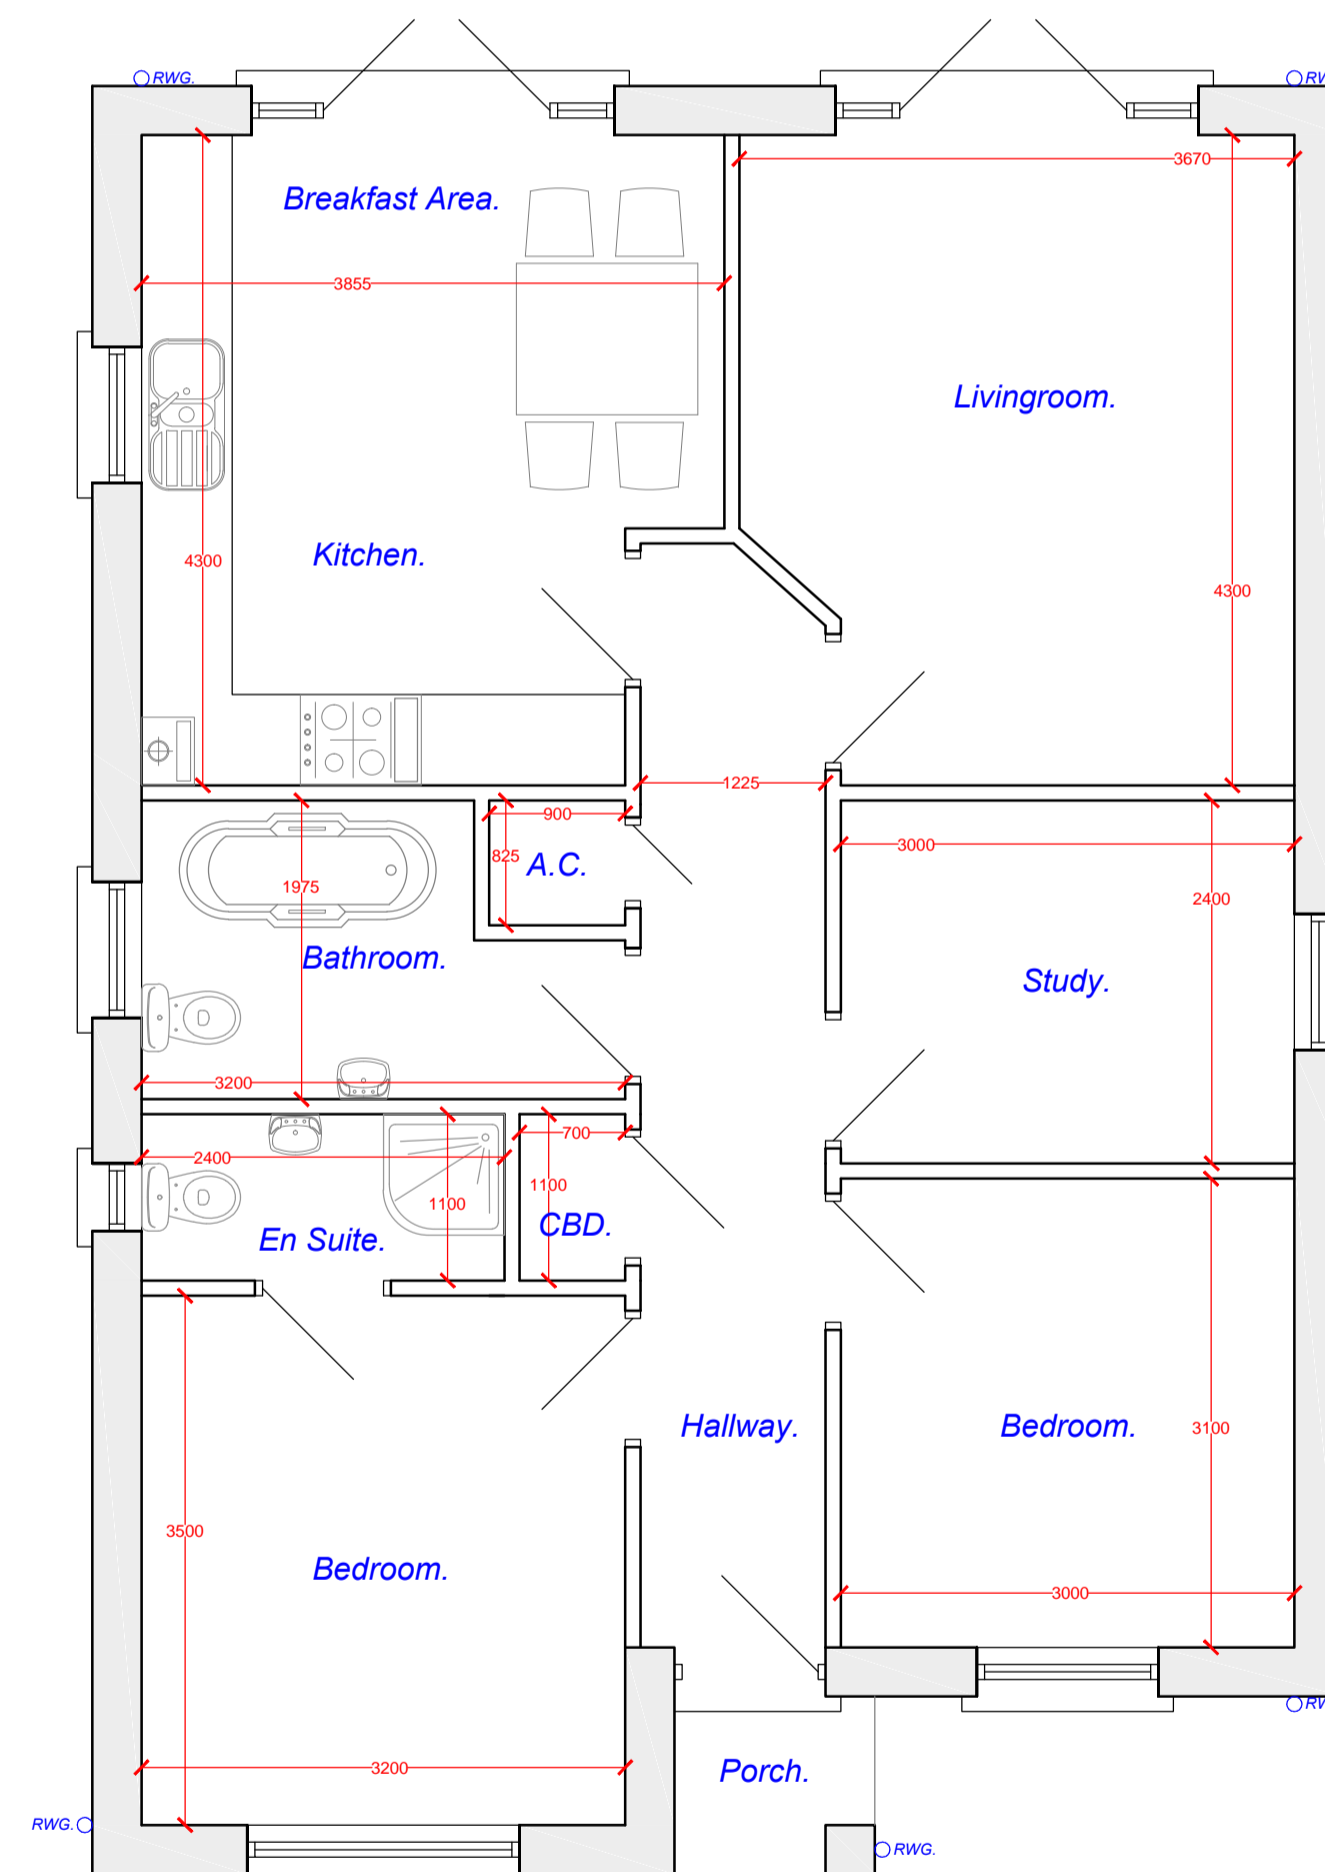 RWG.
RW
3670
Breakfast Area.
3855
Livingroom.
Kitchen.
4300
4300
1225
900
3000
825
A.C.
1975
2400
Bathroom.
Study.
3200
700
2400
1100
1100
CBD.
En Suite.
Hallway.
Bedroom.
3100
3500
Bedroom.
3000
RW
3200
Porch.
RWG.
RWG.